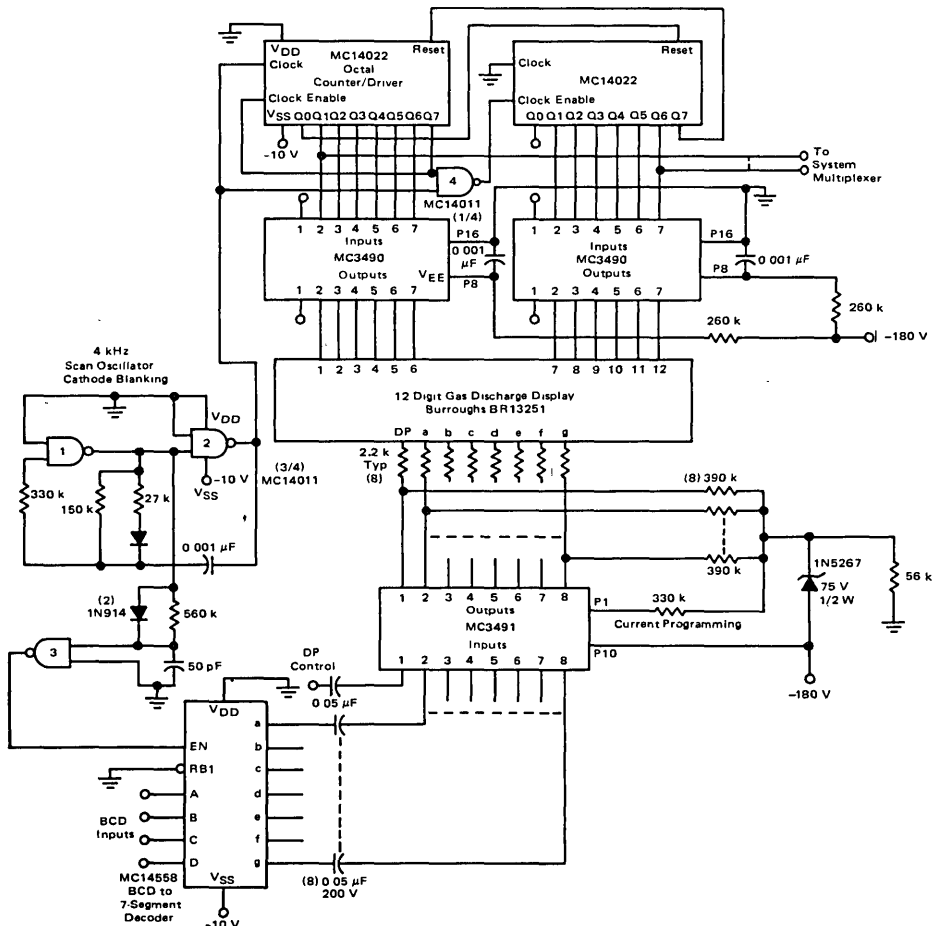 VDD
MC14022
Reset
Clock
Octal
Counter/Driver
Clock Enable
VSS Q0 Q1 Q2 Q3 Q4 Q5 Q6 Q7
-10 V
Reset
Clock
MC14022
Clock Enable
Q0 Q1 Q2 Q3 Q4 Q5 Q6 Q7
To
System
Multiplexer
4
MC14011
(1/4)
1 2 3 4 5 6 7
Inputs
MC3490
Outputs
VEE
1 2 3 4 5 6 7
P16
0 001
µF
P8
1 2 3 4 5 6 7
Inputs
MC3490
Outputs
1 2 3 4 5 6 7
P16
P8
0 001 µF
260 k
260 k
-180 V
4 kHz
Scan Oscillator
Cathode Blanking
1 2 3 4 5 6
7 8 9 10 11 12
12 Digit Gas Discharge Display
Burroughs BR13251
DP a b c d e f g
VDD
1
2
-10 V
VSS
(3/4)
MC14011
330 k
150 k
27 k
0 001 µF
2.2 k
Typ
(8)
(8) 390 k
390 k
1N5267
75 V
1/2 W
56 k
(2)
1N914
560 k
3
50 pF
1 2 3 4 5 6 7 8
Outputs
MC3491
Inputs
1 2 3 4 5 6 7 8
P1
330 k
Current Programming
P10
-180 V
DP
Control
0 05 µF
VDD
EN
RB1
A
B
C
D
VSS
a
b
c
d
e
f
g
BCD
Inputs
MC14558
BCD to
7-Segment
Decoder
-10 V
(8) 0 05 µF
200 V